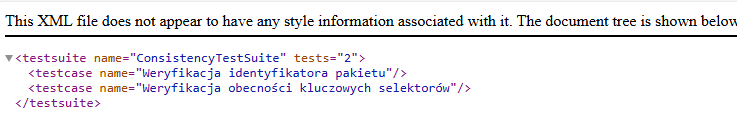 This XML file does not appear to have any style information associated with it. The document tree is shown below
▼<testsuite name="ConsistencyTestSuite" tests="2">
<testcase name="Weryfikacja identyfikatora pakietu"/>
<testcase name="Weryfikacja obecności kluczowych selektorów"/>
</testsuite>